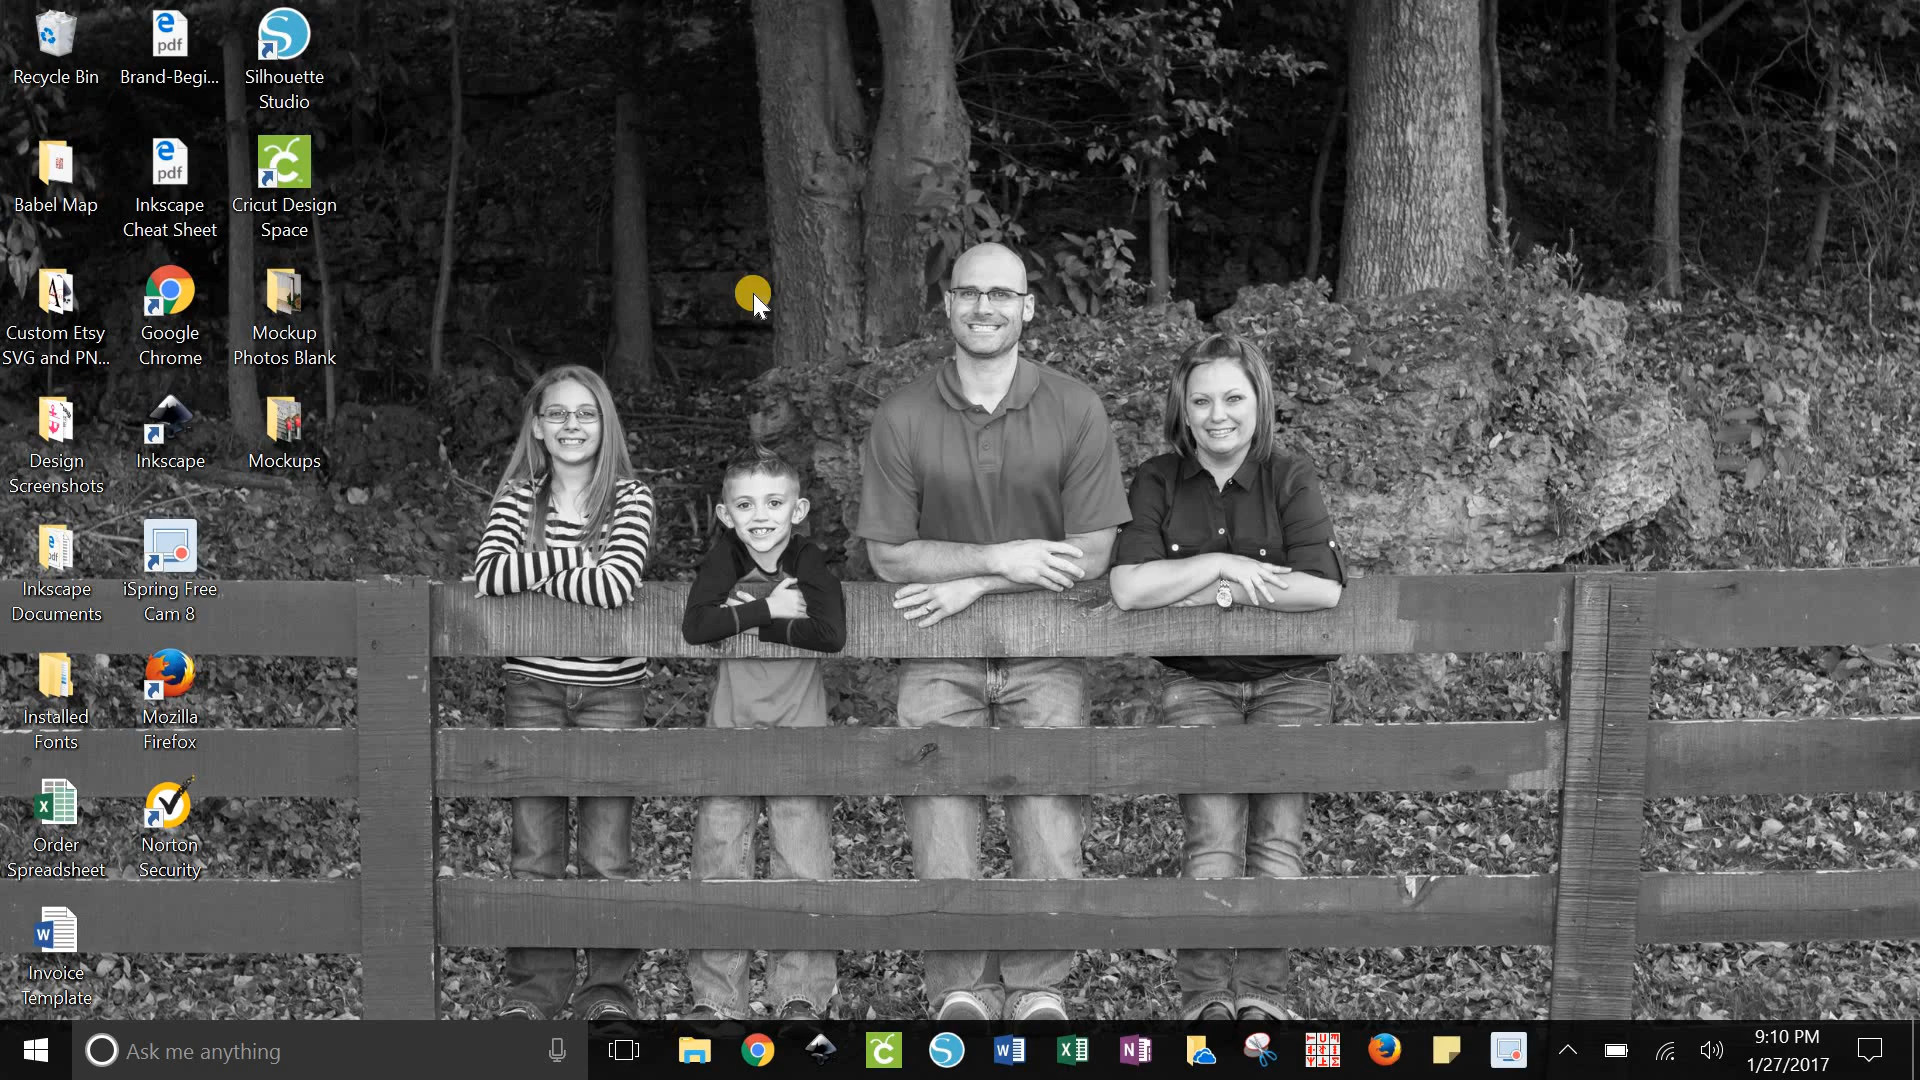 Recycle Bin
Brand-Begi...
Silhouette
Studio
Babel Map
Inkscape
Cheat Sheet
Cricut Design
Space
Custom Etsy
SVG and PN...
Google
Chrome
Mockup
Photos Blank
Design
Screenshots
Inkscape
Mockups
Inkscape
Documents
iSpring Free
Cam 8
Installed
Fonts
Mozilla
Firefox
Order
Spreadsheet
Norton
Security
Invoice
Template
Ask me anything
9:10 PM
1/27/2017